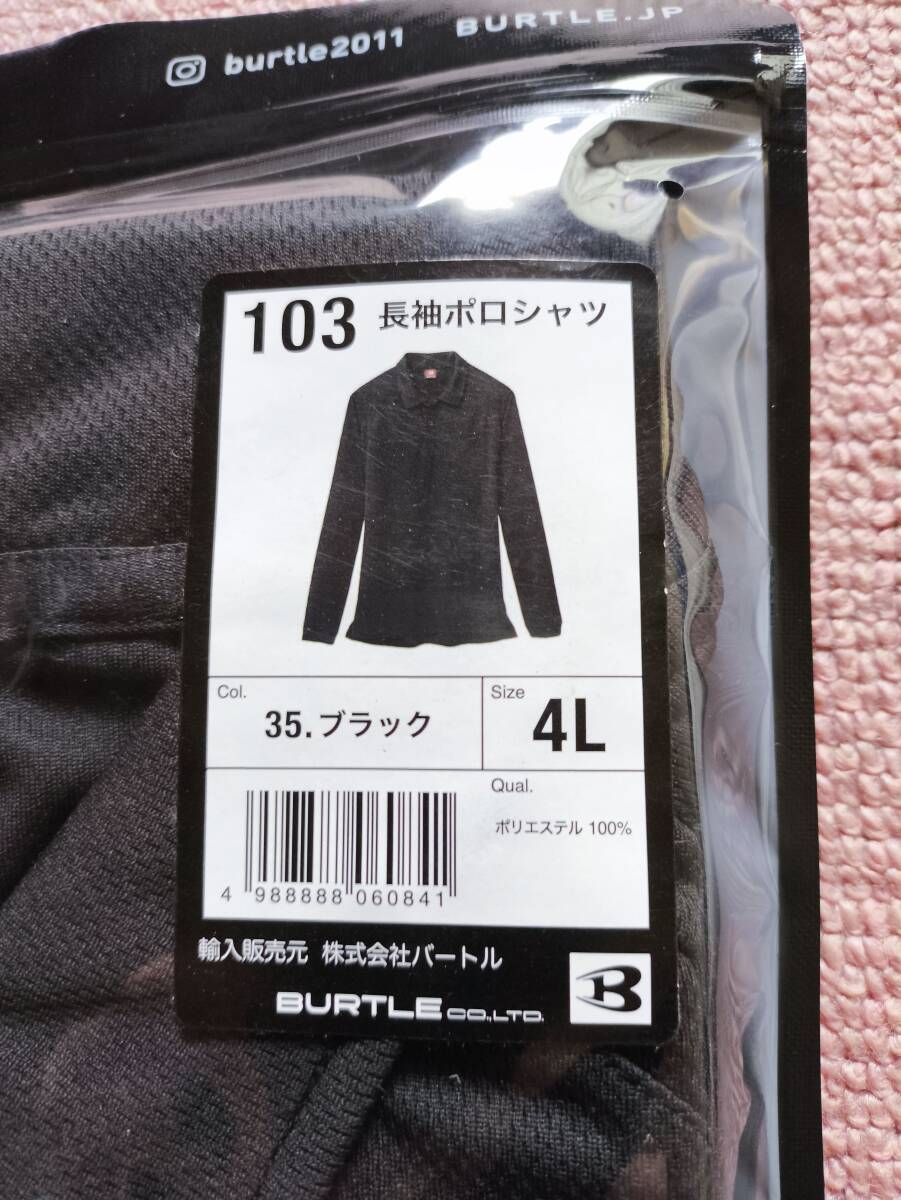 burtle2011 BURTLE.JP
103 長袖ポロシャツ
Col.
35.ブラック
Size
4L
Qual.
ポリエステル 100%
4 988888 060841
輸入販売元 株式会社バートル
BURTLE CO.,LTD.
B